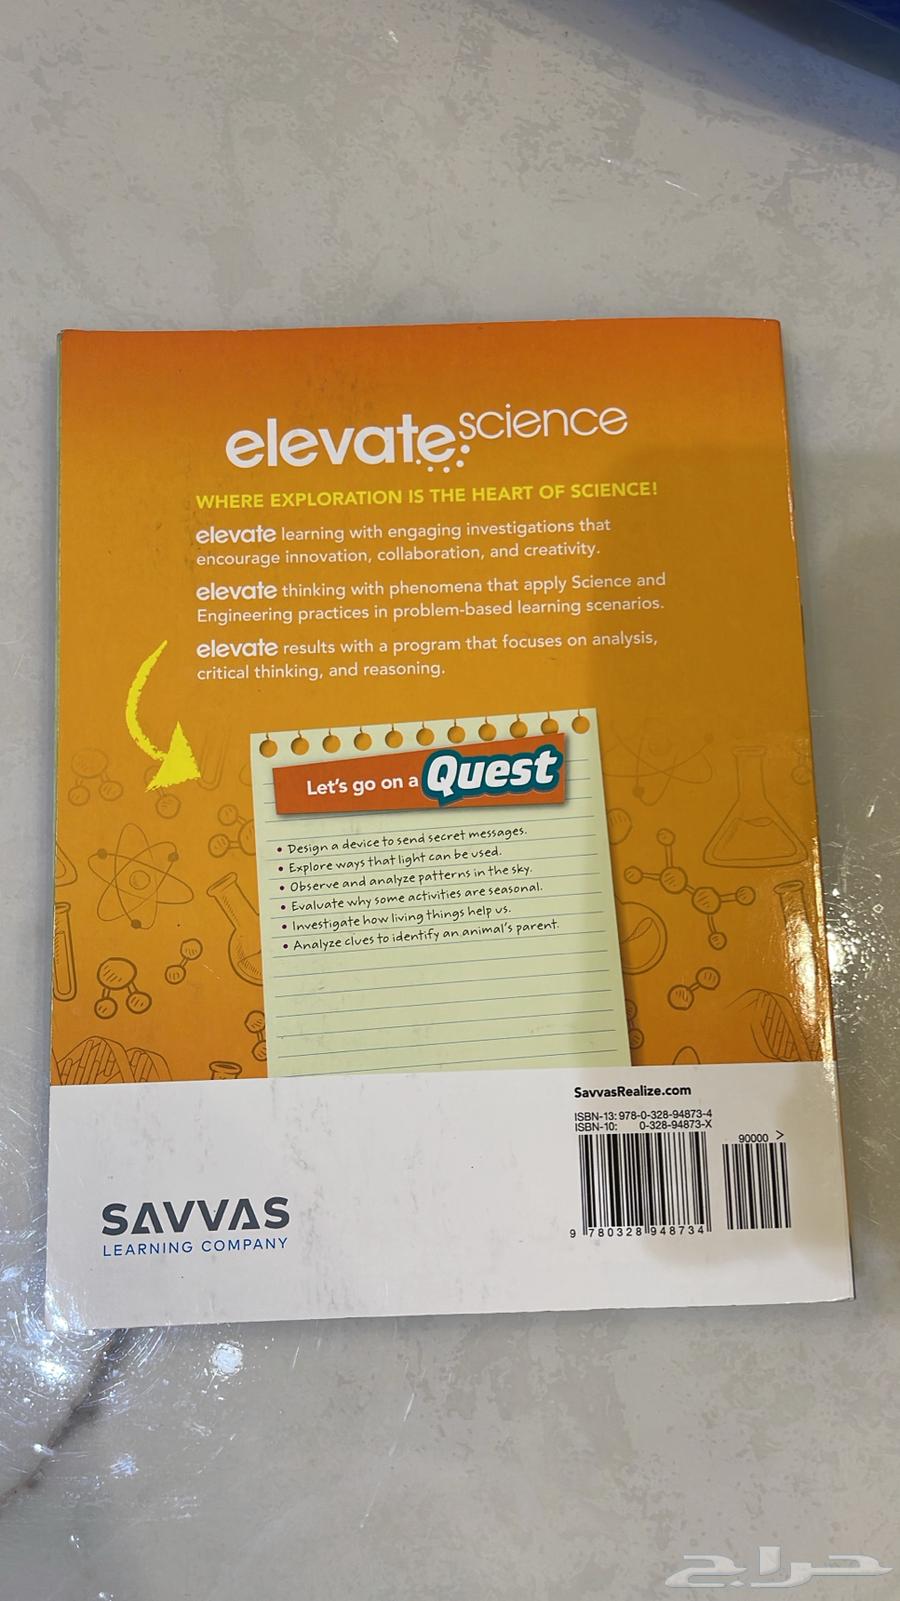 elevate science
WHERE EXPLORATION IS THE HEART OF SCIENCE!
elevate learning with engaging investigations that
encourage innovation, collaboration, and creativity.
elevate thinking with phenomena that apply Science and
Engineering practices in problem-based learning scenarios.
elevate results with a program that focuses on analysis,
critical thinking, and reasoning.
Let's go on a Quest
• Design a device to send secret messages.
• Explore ways that light can be used.
• Observe and analyze patterns in the sky.
• Evaluate why some activities are seasonal.
• Investigate how living things help us.
• Analyze clues to identify an animal's parent.
SavvasRealize.com
ISBN-13: 978-0-328-94873-4
ISBN-10: 0-328-94873-X
90000 >
9 780328 948734
SAVVAS
LEARNING COMPANY
حراج